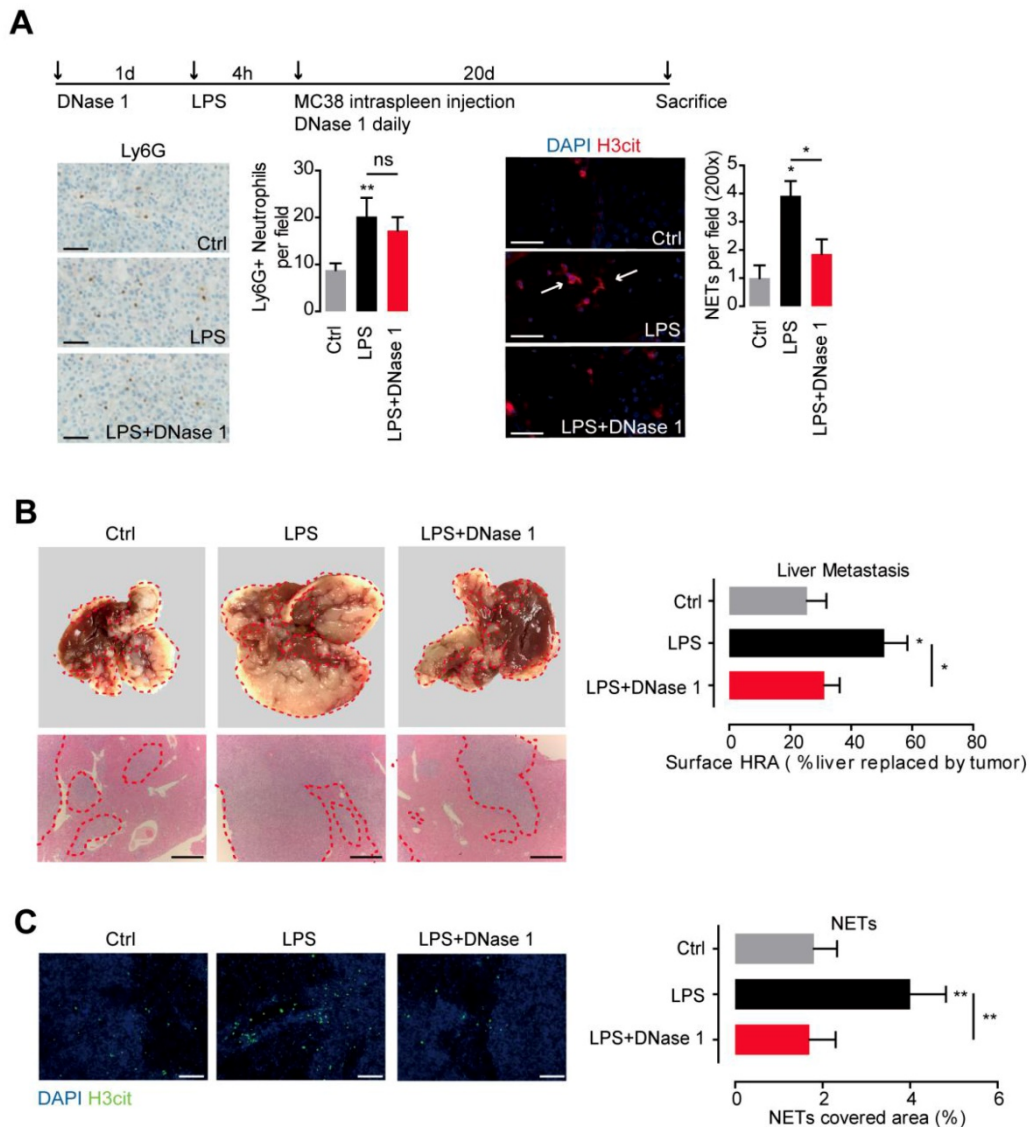 A
1d 4h 20d
DNase 1 LPS MC38 intraspleen injection Sacrifice
DNase 1 daily
Ly6G
Ctrl
LPS
LPS+DNase 1
Ly6G+ Neutrophils
per field
30
20
10
0
**
ns
Ctrl
LPS
LPS+DNase 1
DAPI H3cit
Ctrl
LPS
LPS+DNase 1
NETs per field (200x)
5
4
3
2
1
0
*
*
Ctrl
LPS
LPS+DNase 1
B
Ctrl LPS LPS+DNase 1
Liver Metastasis
Ctrl
LPS
LPS+DNase 1
*
*
0 20 40 60 80
Surface HRA ( %liver replaced by tumor)
C
Ctrl LPS LPS+DNase 1
DAPI H3cit
NETs
Ctrl
LPS
LPS+DNase 1
**
**
0 2 4 6
NETs covered area (%)